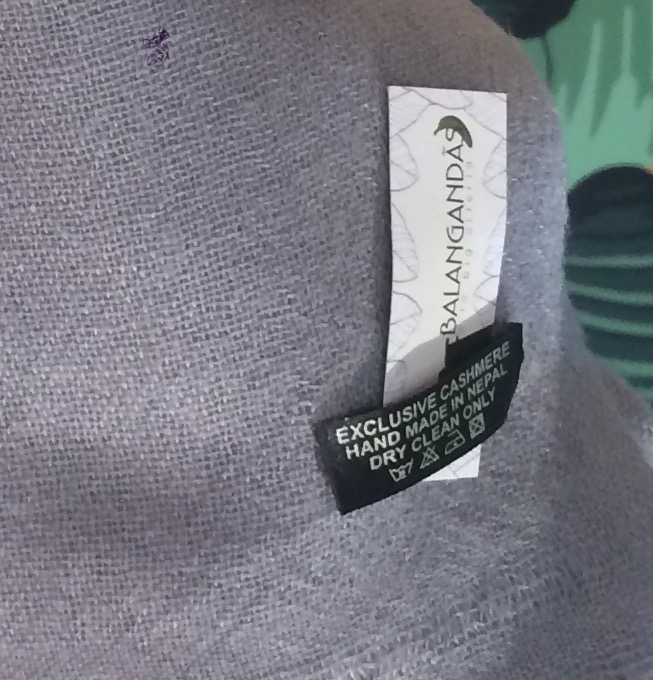 BALANGANDÃS
EXCLUSIVE CASHMERE
HAND MADE IN NEPAL
DRY CLEAN ONLY